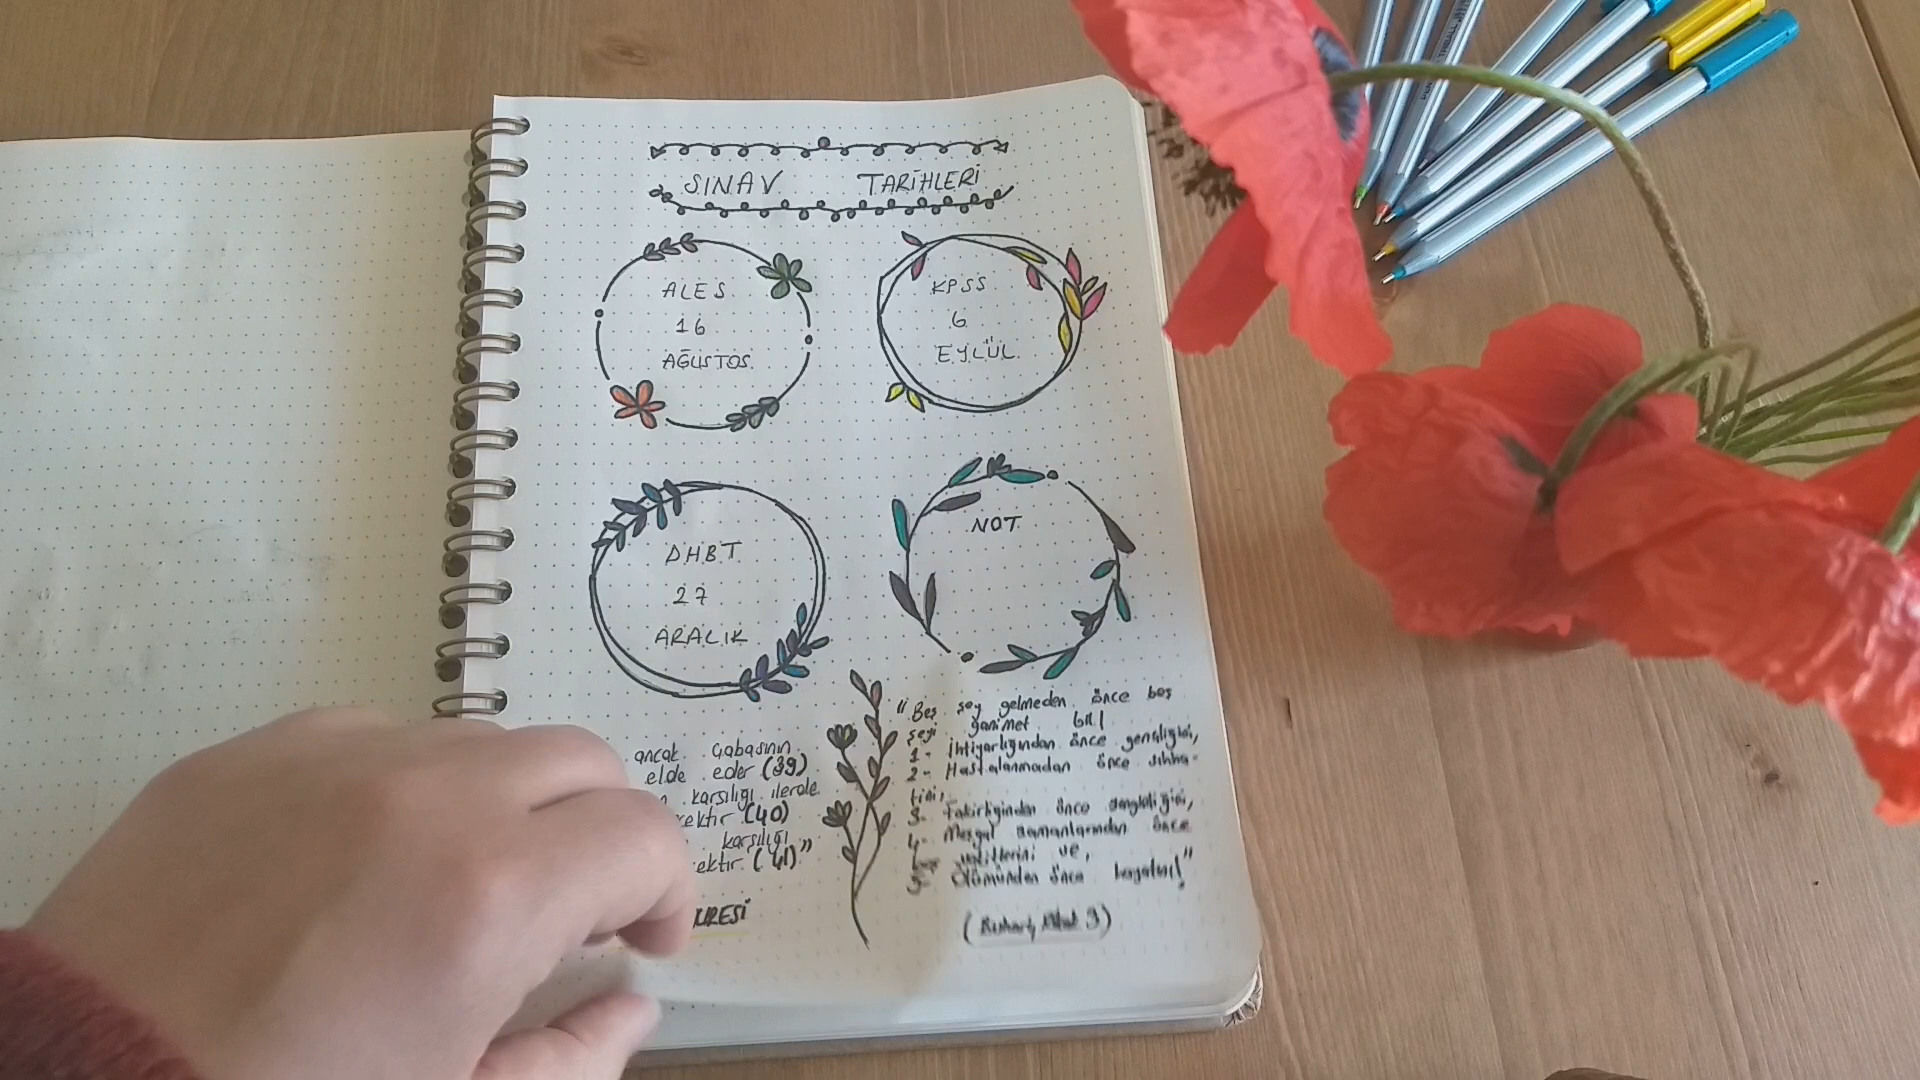 SINAV TARİHLERİ
ALES
16
AĞUSTOS
KPSS
6
EYLÜL
DHBT
27
ARALIK
NOT
ancak çabasının
elde eder (39)
karşılığı ilerde
(40)
karşılığı
(41)"
"Beş şey gelmeden önce beş
şeyi ganimet bil!
1- İhtiyarlığından önce gençliğini,
2- Hastalanmadan önce sıhha-
tini,
3- Fakirliğinden önce zenginliğini,
4- Meşgul zamanlarından önce
boş vakitlerini ve,
5- Ölümünden önce hayatını!"